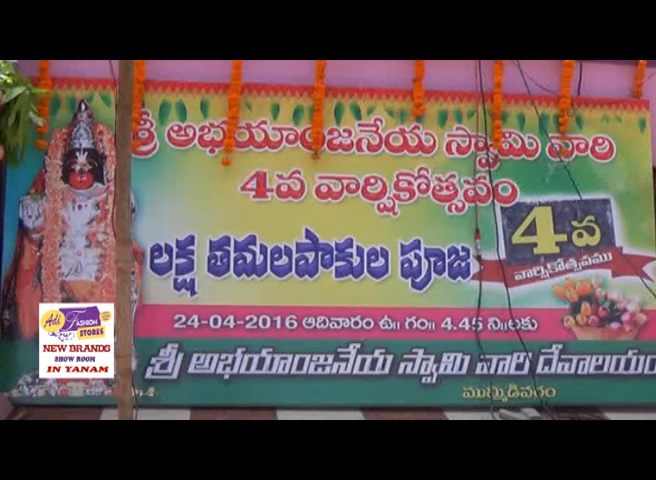 శ్రీ అభయాంజనేయ స్వామి వారి
4వ వార్షికోత్సవం
4వ
వార్షికోత్సవము
లక్ష తమలపాకుల పూజ
24-04-2016 ఆదివారం ఉ॥ గం॥ 4.45 ని॥లకు
శ్రీ అభయాంజనేయ స్వామి వారి దేవాలయం
ముమ్మిడివరం
Adi FASHION
STORES
NEW BRANDS
SHOW ROOM
IN YANAM